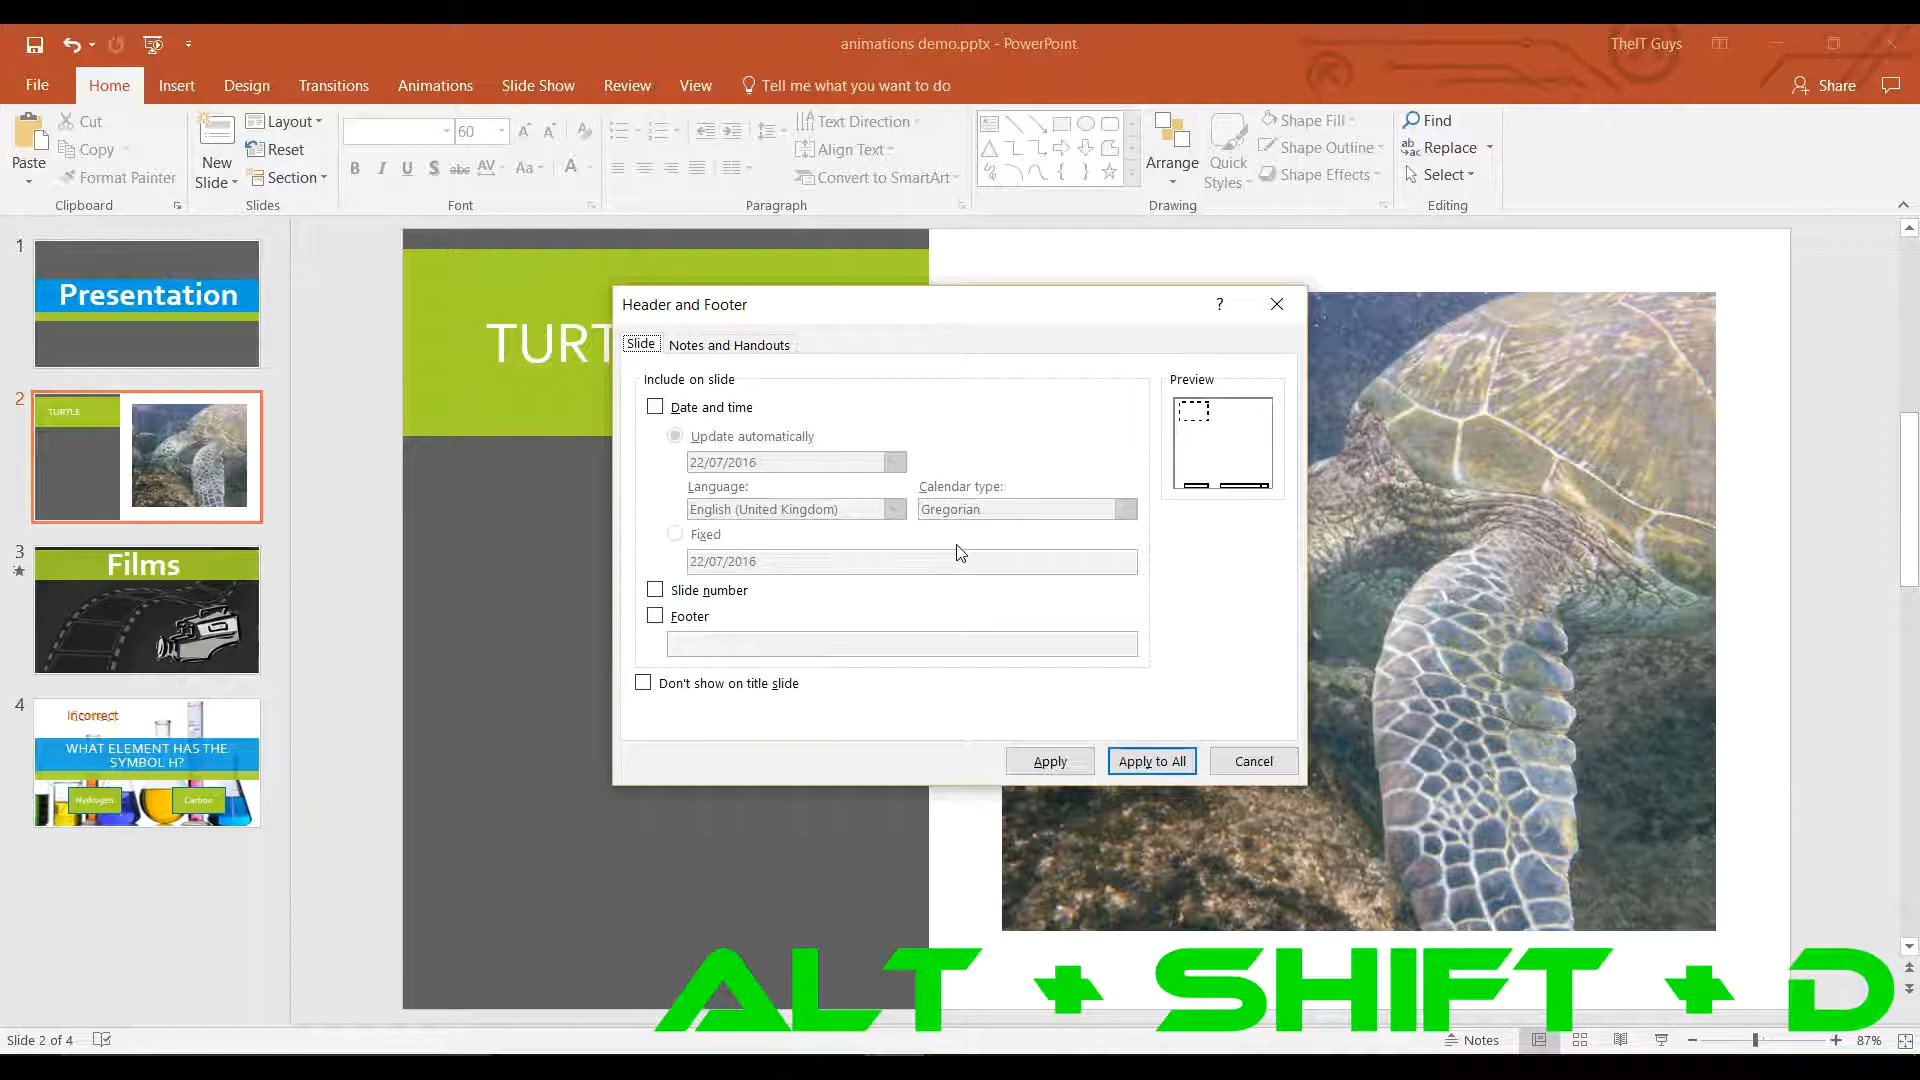 animations demo.pptx - PowerPoint
TheIT Guys
File
Home
Insert
Design
Transitions
Animations
Slide Show
Review
View
Tell me what you want to do
Share
Paste
Cut
Copy
Format Painter
Clipboard
New Slide
Layout
Reset
Section
Slides
60
B I U S abc AV Aa A
Font
Text Direction
Align Text
Convert to SmartArt
Paragraph
Arrange
Quick Styles
Shape Fill
Shape Outline
Shape Effects
Drawing
Find
Replace
Select
Editing
1
Presentation
2
TURTLE
3
Films
4
Incorrect
WHAT ELEMENT HAS THE
SYMBOL H?
Hydrogen
Carbon
TURT
Header and Footer
?
Slide
Notes and Handouts
Include on slide
Date and time
Update automatically
22/07/2016
Language:
Calendar type:
English (United Kingdom)
Gregorian
Fixed
22/07/2016
Slide number
Footer
Don't show on title slide
Preview
Apply
Apply to All
Cancel
ALT + SHIFT + D
Slide 2 of 4
Notes
87%